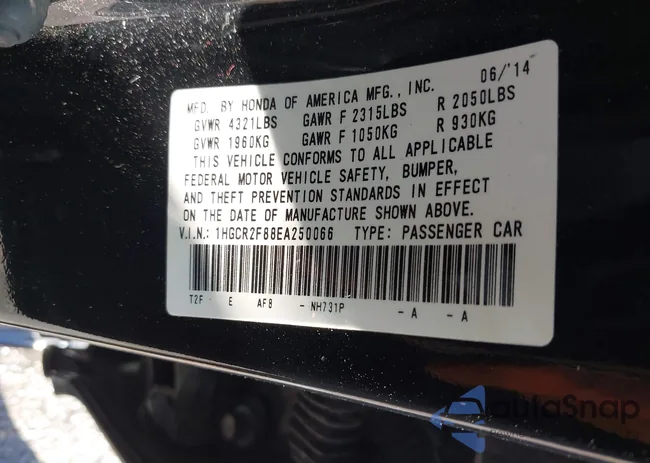 MFD. BY HONDA OF AMERICA MFG., INC. 06/'14
GVWR 4321LBS GAWR F 2315LBS R 2050LBS
GVWR 1960KG GAWR F 1050KG R 930KG
THIS VEHICLE CONFORMS TO ALL APPLICABLE
FEDERAL MOTOR VEHICLE SAFETY, BUMPER,
AND THEFT PREVENTION STANDARDS IN EFFECT
ON THE DATE OF MANUFACTURE SHOWN ABOVE.
V.I.N.: 1HGCR2F88EA250066 TYPE: PASSENGER CAR
T2F E AF8 - NH731P - A - A
autoSnap